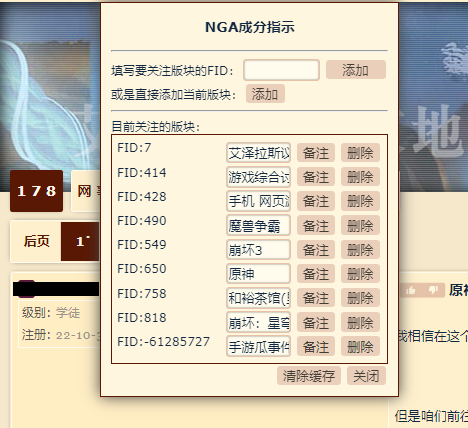 NGA成分指示
填写要关注版块的FID： 添加
或是直接添加当前版块： 添加
目前关注的版块：
FID:7 艾泽拉斯议 备注 删除
FID:414 游戏综合讨 备注 删除
FID:428 手机 网页游 备注 删除
FID:490 魔兽争霸 备注 删除
FID:549 崩坏3 备注 删除
FID:650 原神 备注 删除
FID:758 和裕茶馆( 备注 删除
FID:818 崩坏：星穹 备注 删除
FID:-61285727 手游瓜事件 备注 删除
清除缓存 关闭
地
1 7 8 网
后页 1
级别: 学徒
注册: 22-10-
原神
我相信在这个
但是咱们前往